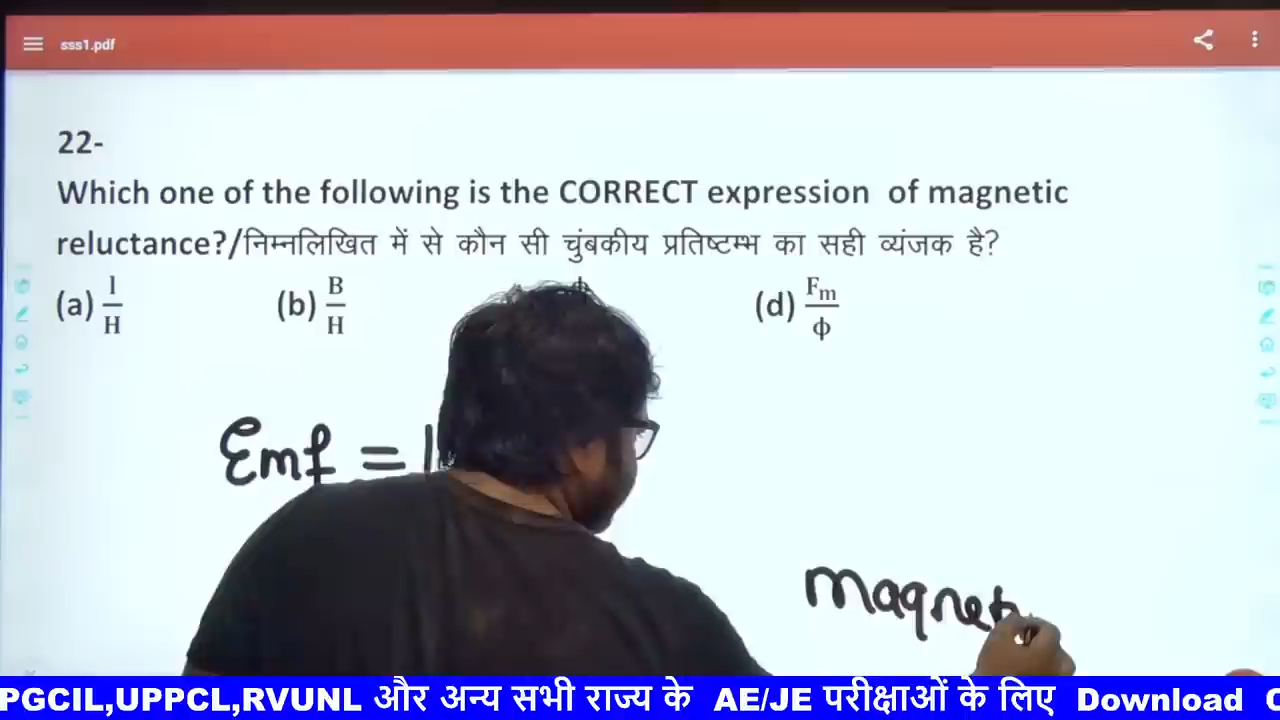 sss1.pdf
22-
Which one of the following is the CORRECT expression of magnetic
reluctance?/निम्नलिखित में से कौन सी चुंबकीय प्रतिष्टम्भ का सही व्यंजक है?
(a) l/H (b) B/H (d) Fm/ϕ
Emf =
magnet
PGCIL,UPPCL,RVUNL और अन्य सभी राज्य के AE/JE परीक्षाओं के लिए Download